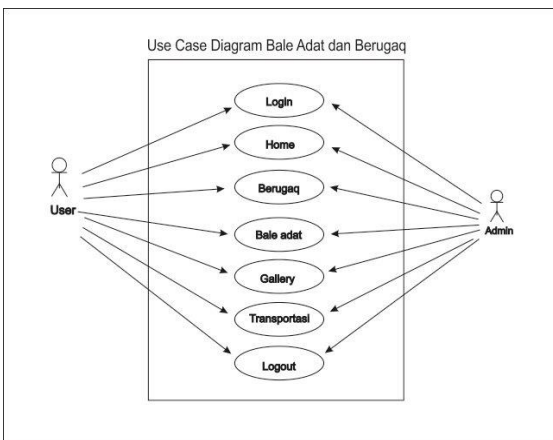 Use Case Diagram Bale Adat dan Berugaq
Login
Home
Berugaq
User
Bale adat
Admin
Gallery
Transportasi
Logout